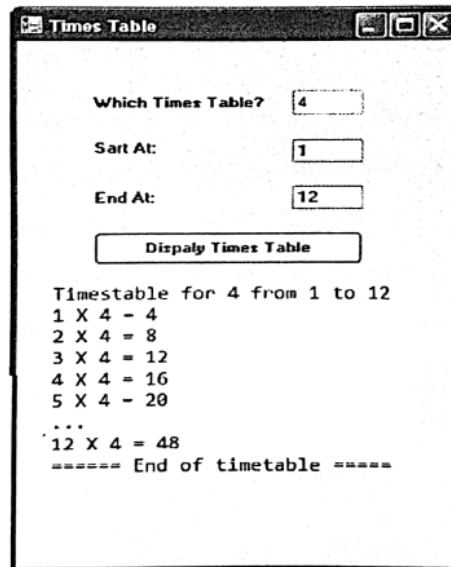 Times Table
Which Times Table? 4
Sart At: 1
End At: 12
Dispaly Times Table
Timestable for 4 from 1 to 12
1 X 4 - 4
2 X 4 = 8
3 X 4 = 12
4 X 4 = 16
5 X 4 - 20
...
12 X 4 = 48
====== End of timetable =====